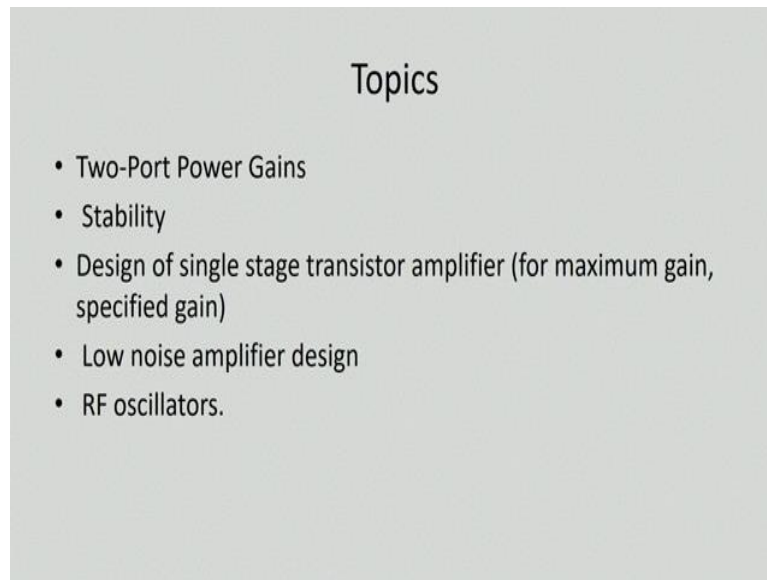 Topics
• Two-Port Power Gains
• Stability
• Design of single stage transistor amplifier (for maximum gain,
specified gain)
• Low noise amplifier design
• RF oscillators.